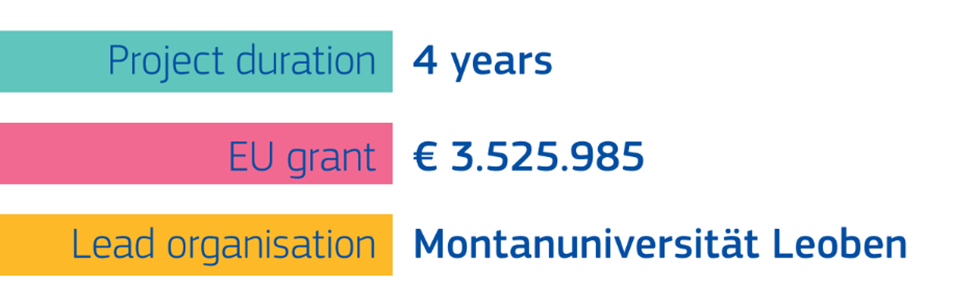 Project duration 4 years
EU grant € 3.525.985
Lead organisation Montanuniversität Leoben